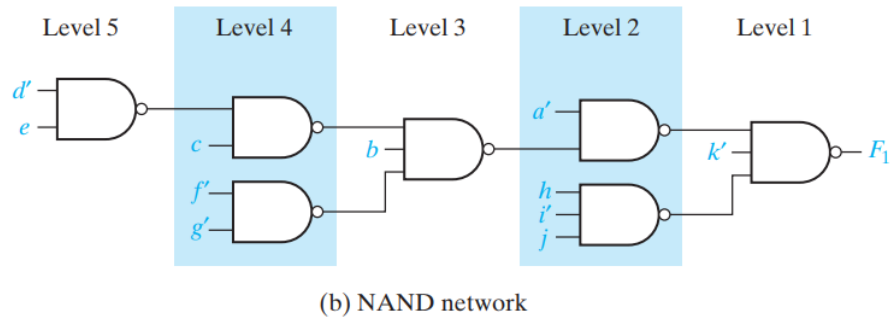 Level 5 Level 4 Level 3 Level 2 Level 1
d′
a′
e
c
b
k′
F₁
f′
h
i′
g′
j
(b) NAND network